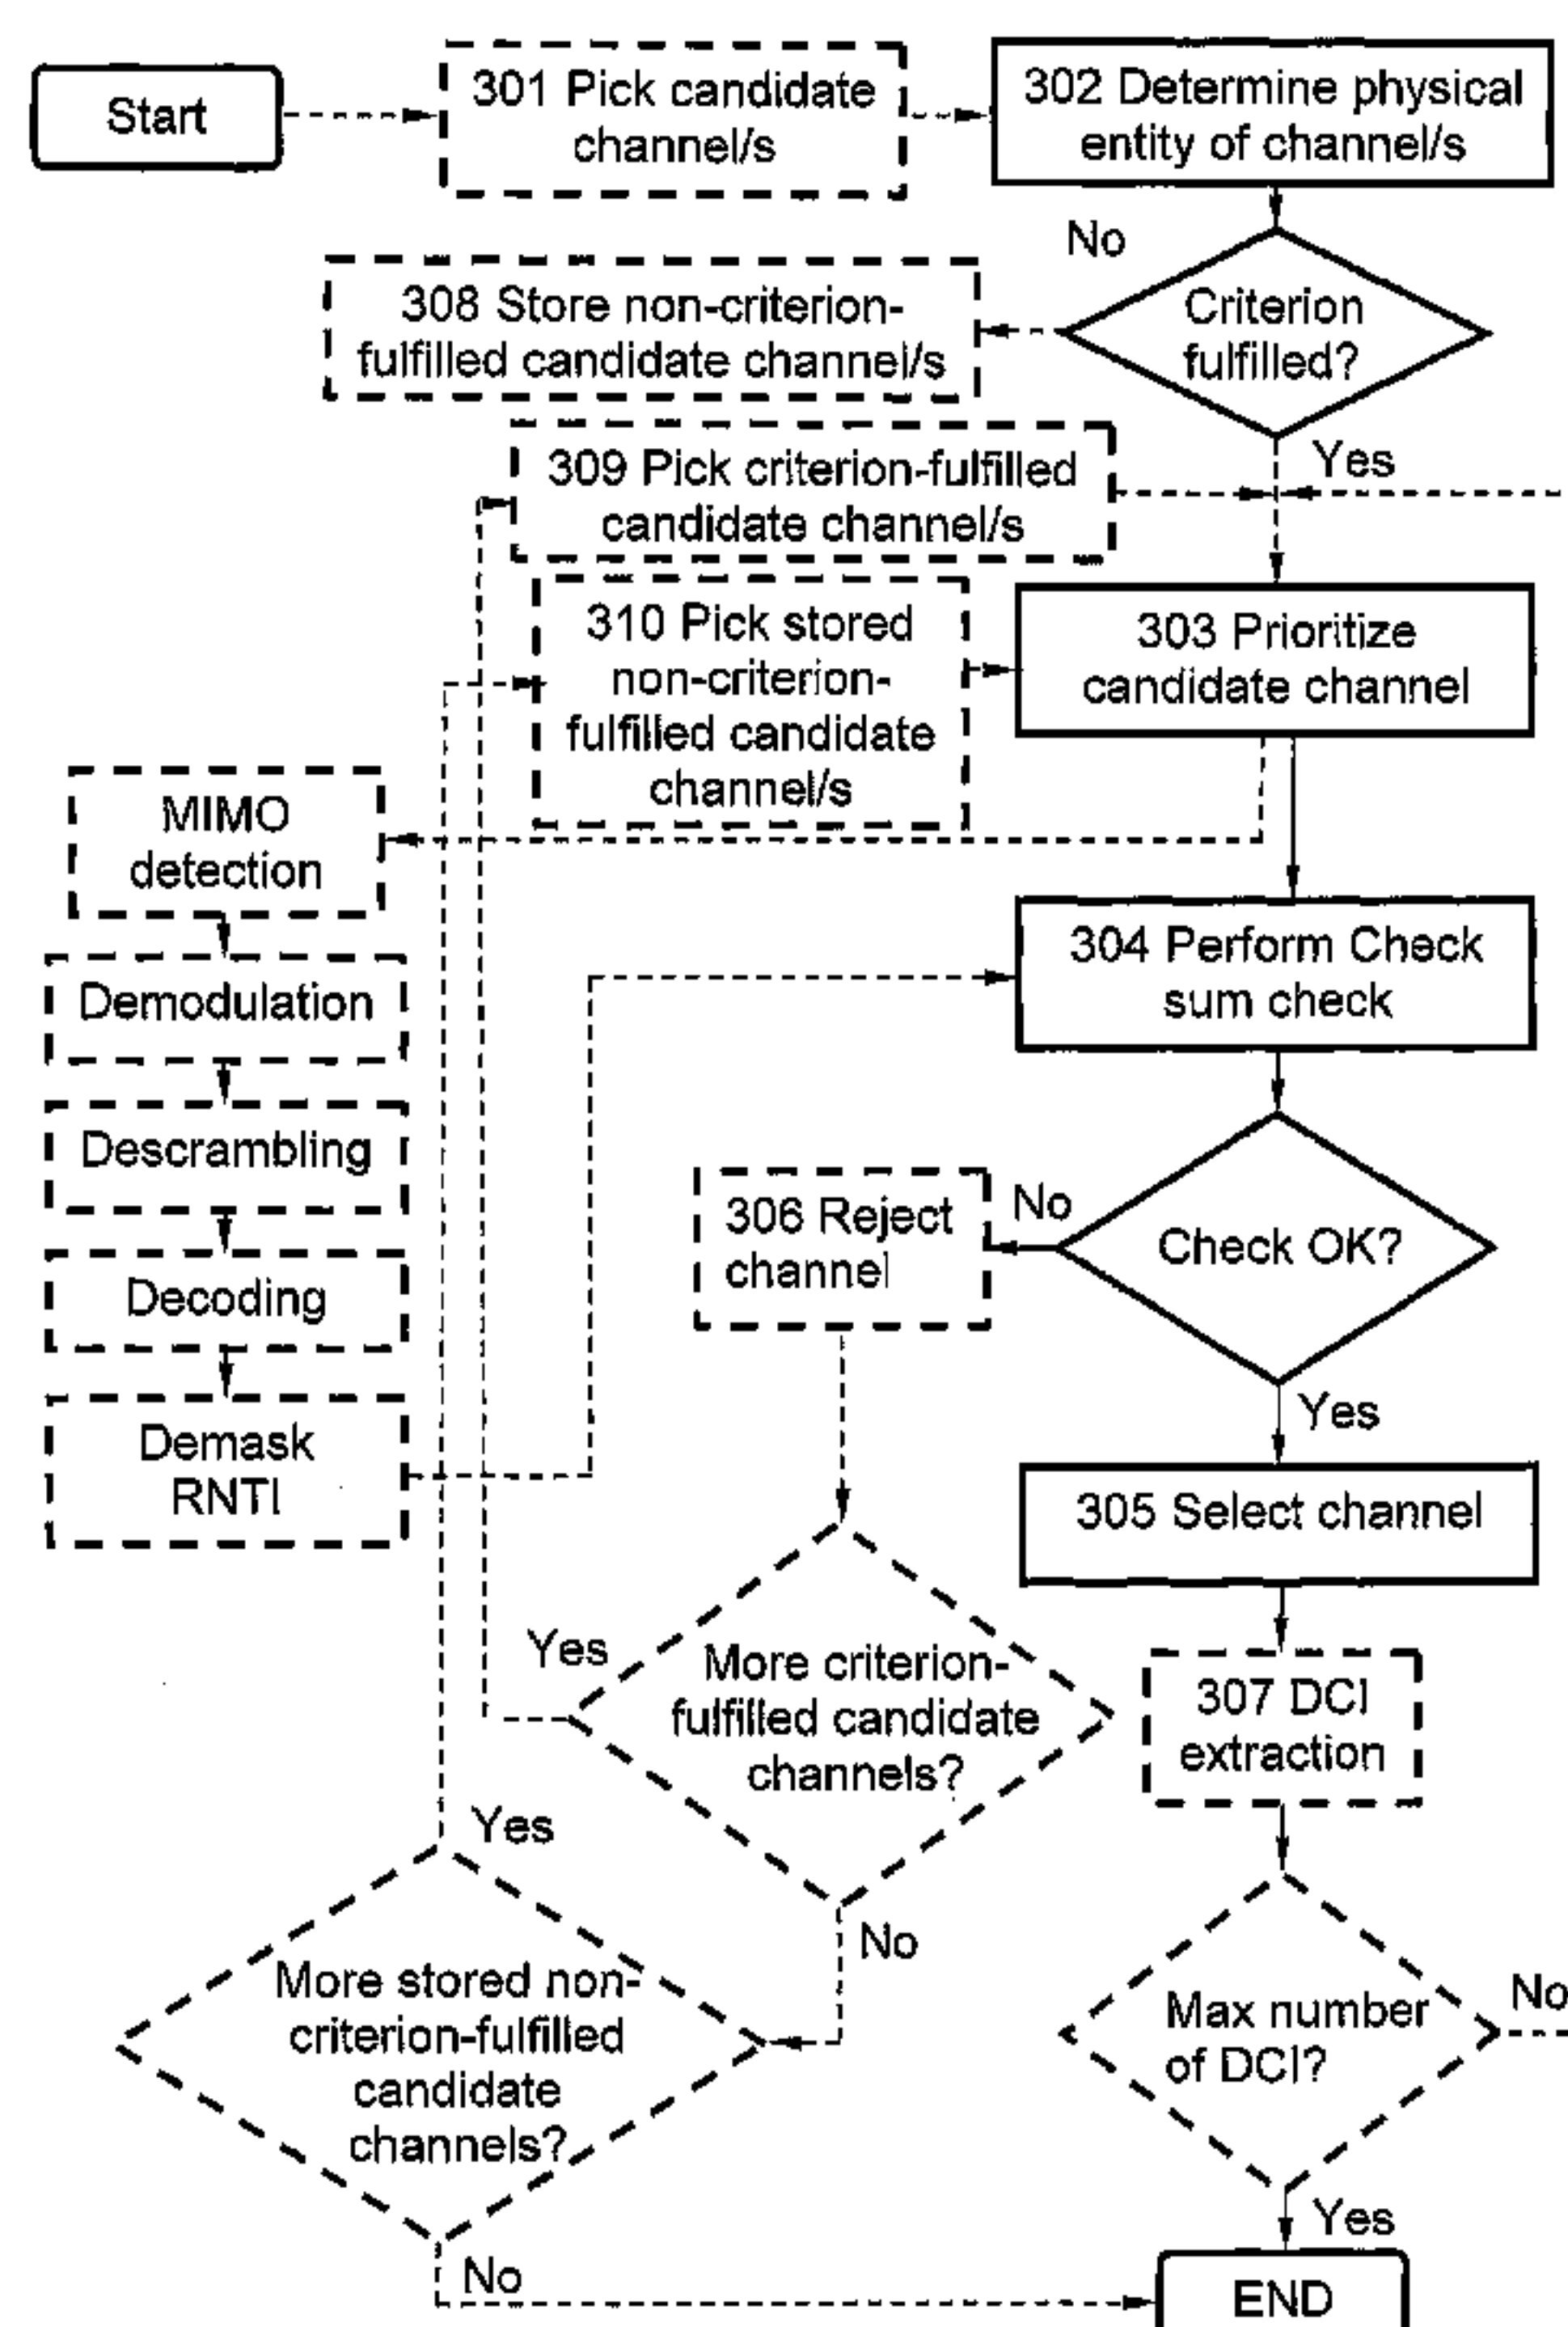 Start
301 Pick candidate
channel/s
302 Determine physical
entity of channel/s
No
308 Store non-criterion-
fulfilled candidate channel/s
Criterion
fulfilled?
309 Pick criterion-fulfilled
candidate channel/s
Yes
310 Pick stored
non-criterion-
fulfilled candidate
channel/s
303 Prioritize
candidate channel
MIMO
detection
304 Perform Check
sum check
Demodulation
Descrambling
306 Reject
channel
No
Check OK?
Decoding
Yes
Demask
RNTI
305 Select channel
Yes
More criterion-
fulfilled candidate
channels?
307 DCI
extraction
Yes
No
More stored non-
criterion-fulfilled
candidate
channels?
Max number
of DCI?
No
Yes
No
END